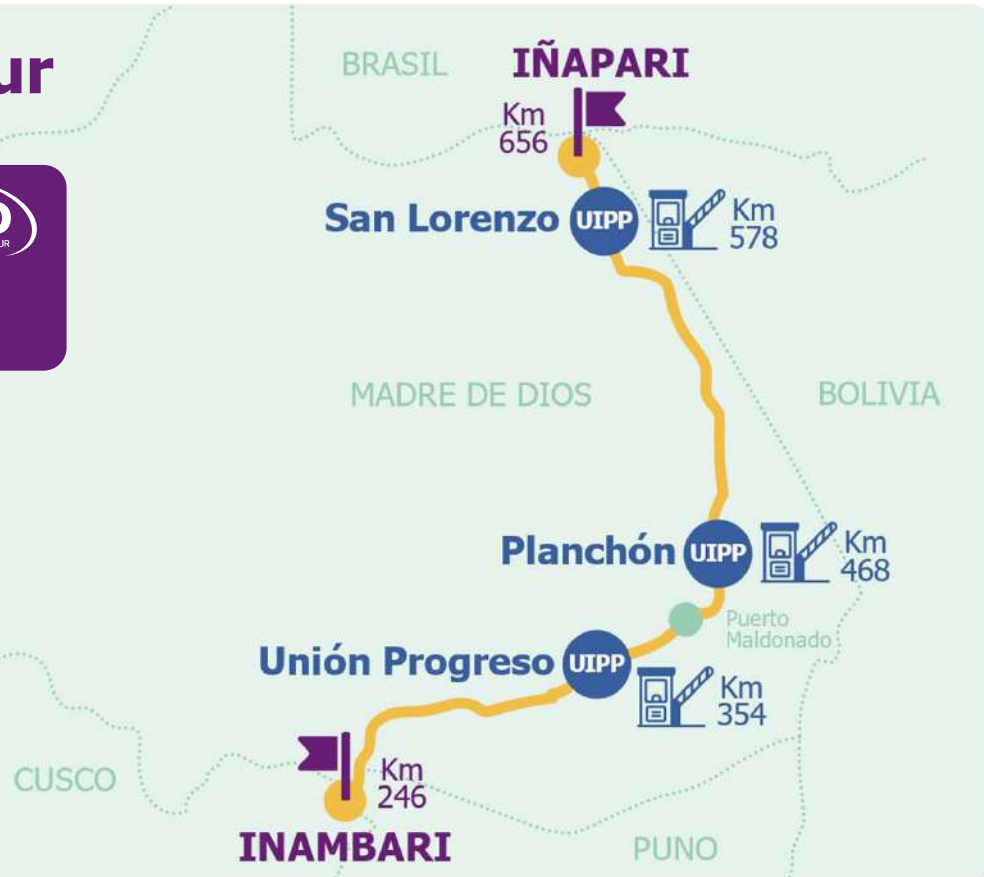 ur
UR
BRASIL
IÑAPARI
Km
656
San Lorenzo
UIPP
Km
578
MADRE DE DIOS
BOLIVIA
Planchón
UIPP
Km
468
Puerto
Maldonado
Unión Progreso
UIPP
Km
354
CUSCO
Km
246
INAMBARI
PUNO